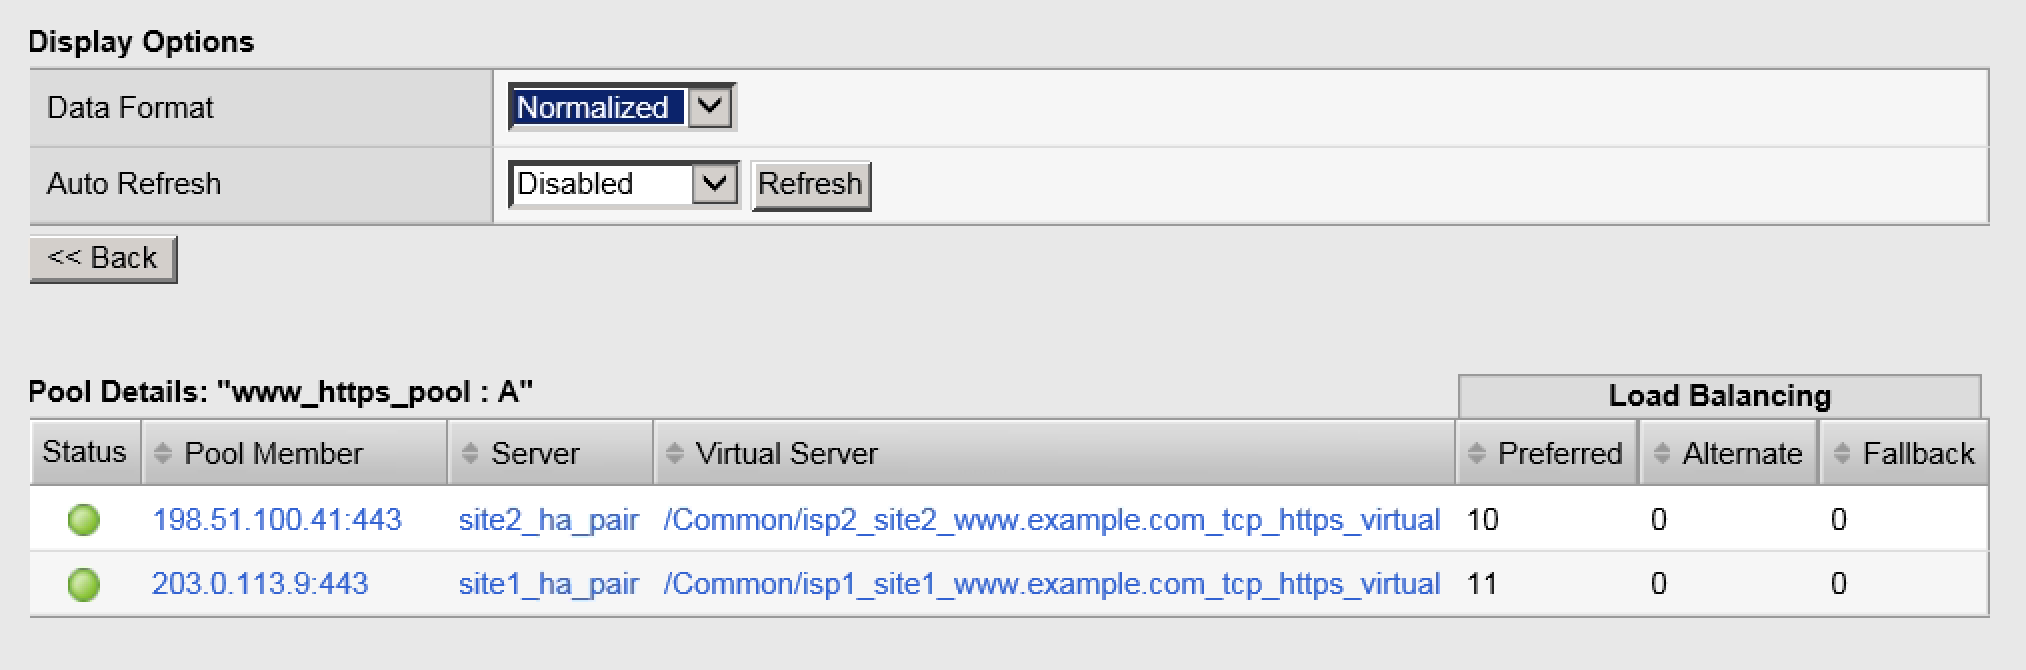 Display Options
Data Format Normalized
Auto Refresh Disabled Refresh
<< Back
Pool Details: "www_https_pool : A" Load Balancing
Status Pool Member Server Virtual Server Preferred Alternate Fallback
198.51.100.41:443 site2_ha_pair /Common/isp2_site2_www.example.com_tcp_https_virtual 10 0 0
203.0.113.9:443 site1_ha_pair /Common/isp1_site1_www.example.com_tcp_https_virtual 11 0 0